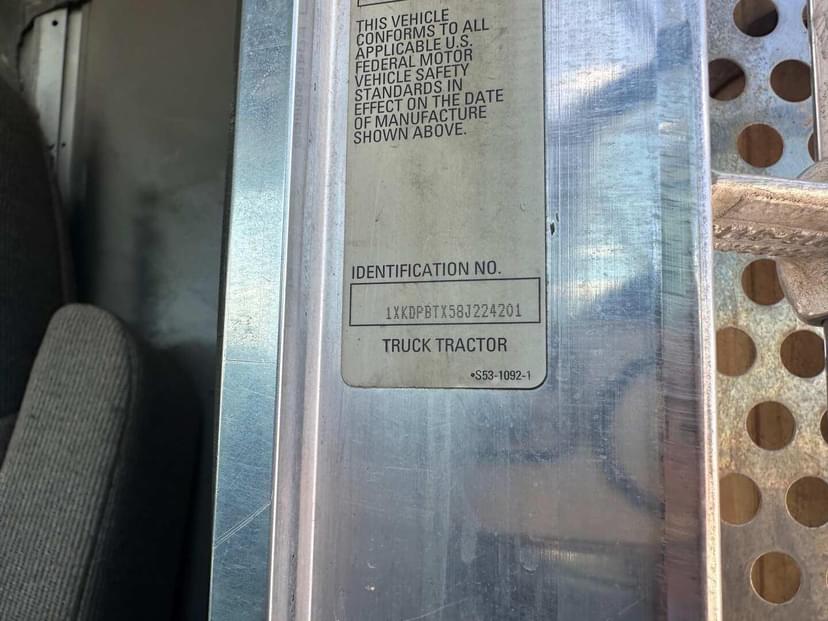 THIS VEHICLE
CONFORMS TO ALL
APPLICABLE U.S.
FEDERAL MOTOR
VEHICLE SAFETY
STANDARDS IN
EFFECT ON THE DATE
OF MANUFACTURE
SHOWN ABOVE.
IDENTIFICATION NO.
1XKDPBTX58J224201
TRUCK TRACTOR
•S53-1092-1